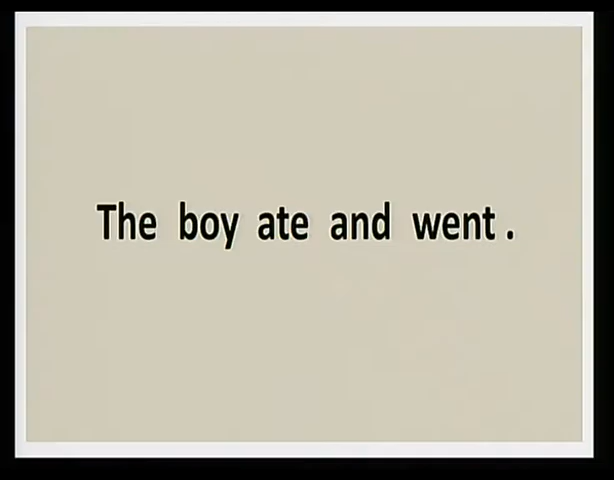 The boy ate and went .